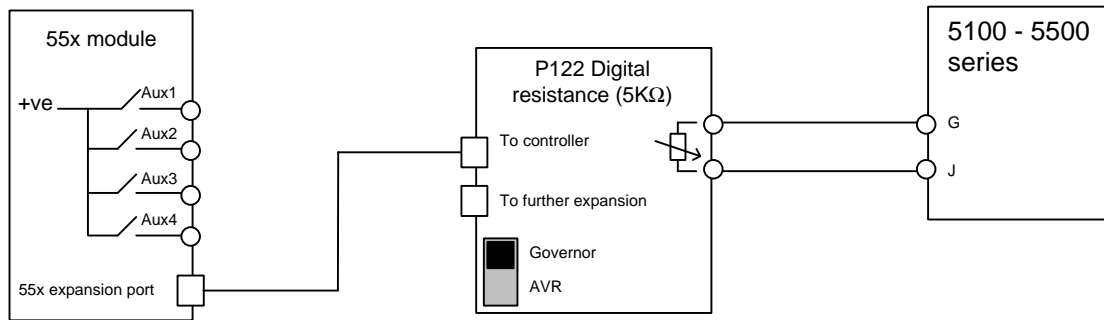 55x module
+ve
Aux1
Aux2
Aux3
Aux4
55x expansion port
P122 Digital
resistance (5KΩ)
To controller
To further expansion
Governor
AVR
5100 - 5500
series
G
J